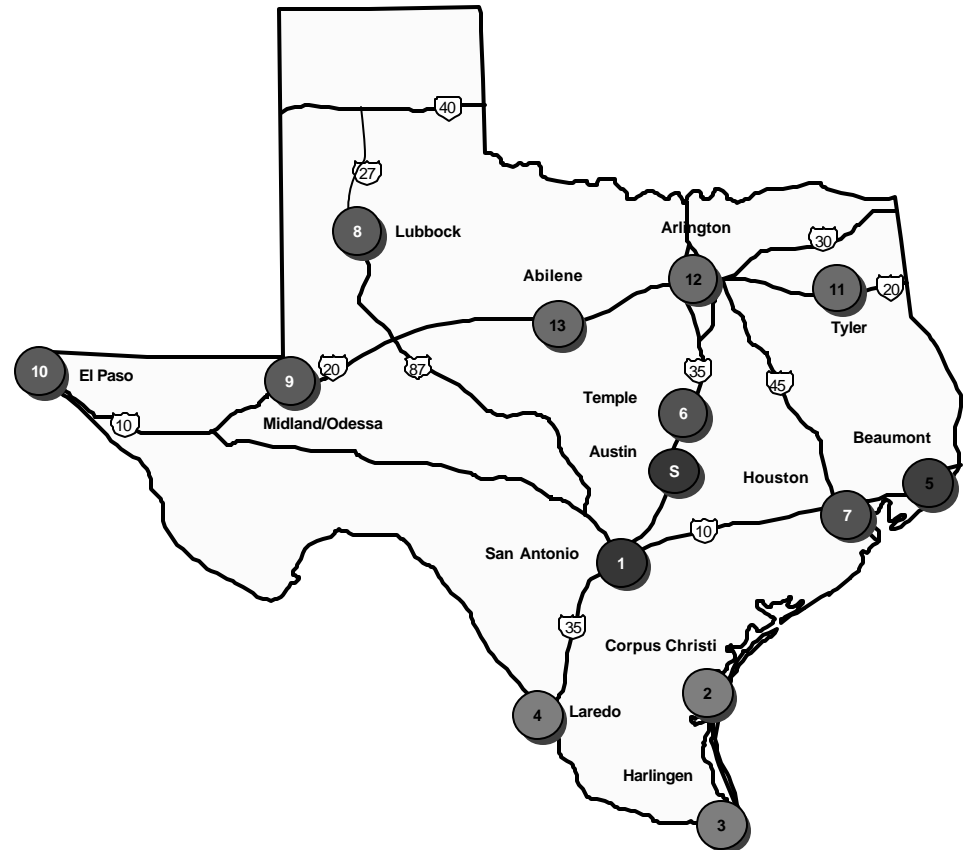 40
27
8
Lubbock
Arlington
30
Abilene
12
11
20
13
Tyler
10
El Paso
9
20
87
35
45
Midland/Odessa
Temple
6
10
Austin
S
Houston
Beaumont
5
7
10
San Antonio
1
35
Corpus Christi
2
4
Laredo
Harlingen
3